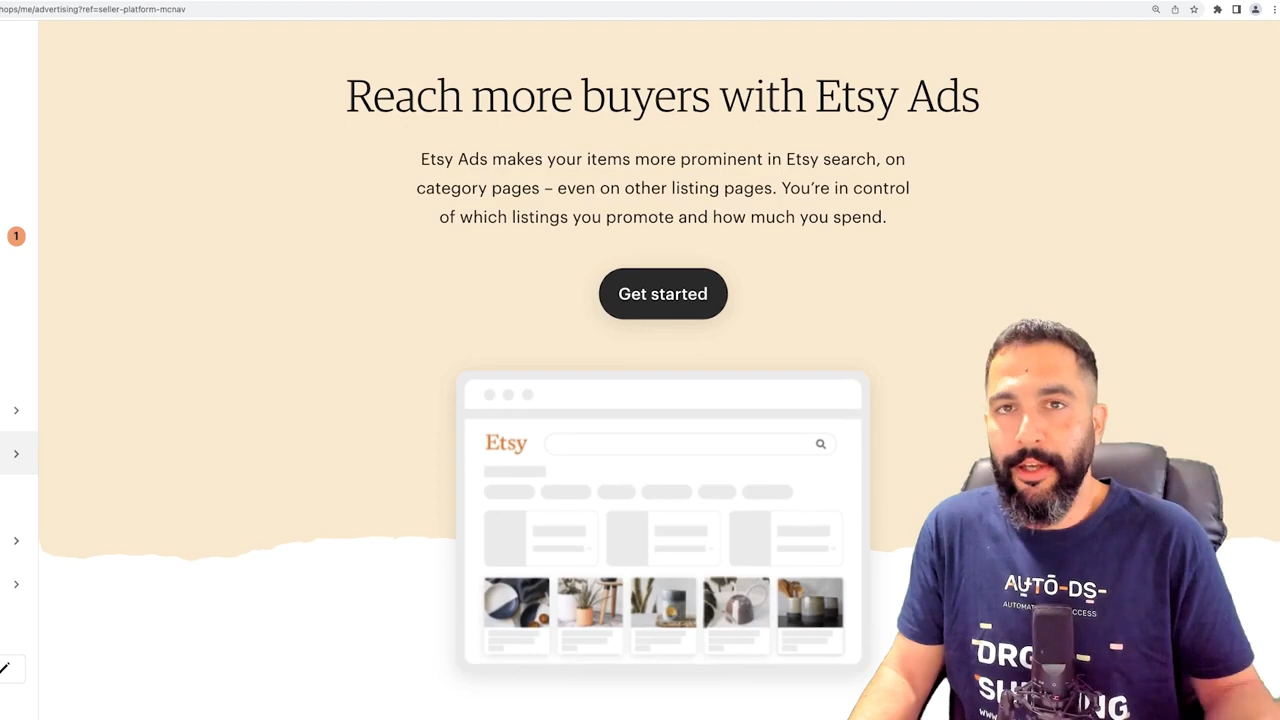 hops/me/advertising?ref=seller-platform-mcnav
Reach more buyers with Etsy Ads
Etsy Ads makes your items more prominent in Etsy search, on
category pages – even on other listing pages. You're in control
of which listings you promote and how much you spend.
1
Get started
Etsy
AUTO-DS-